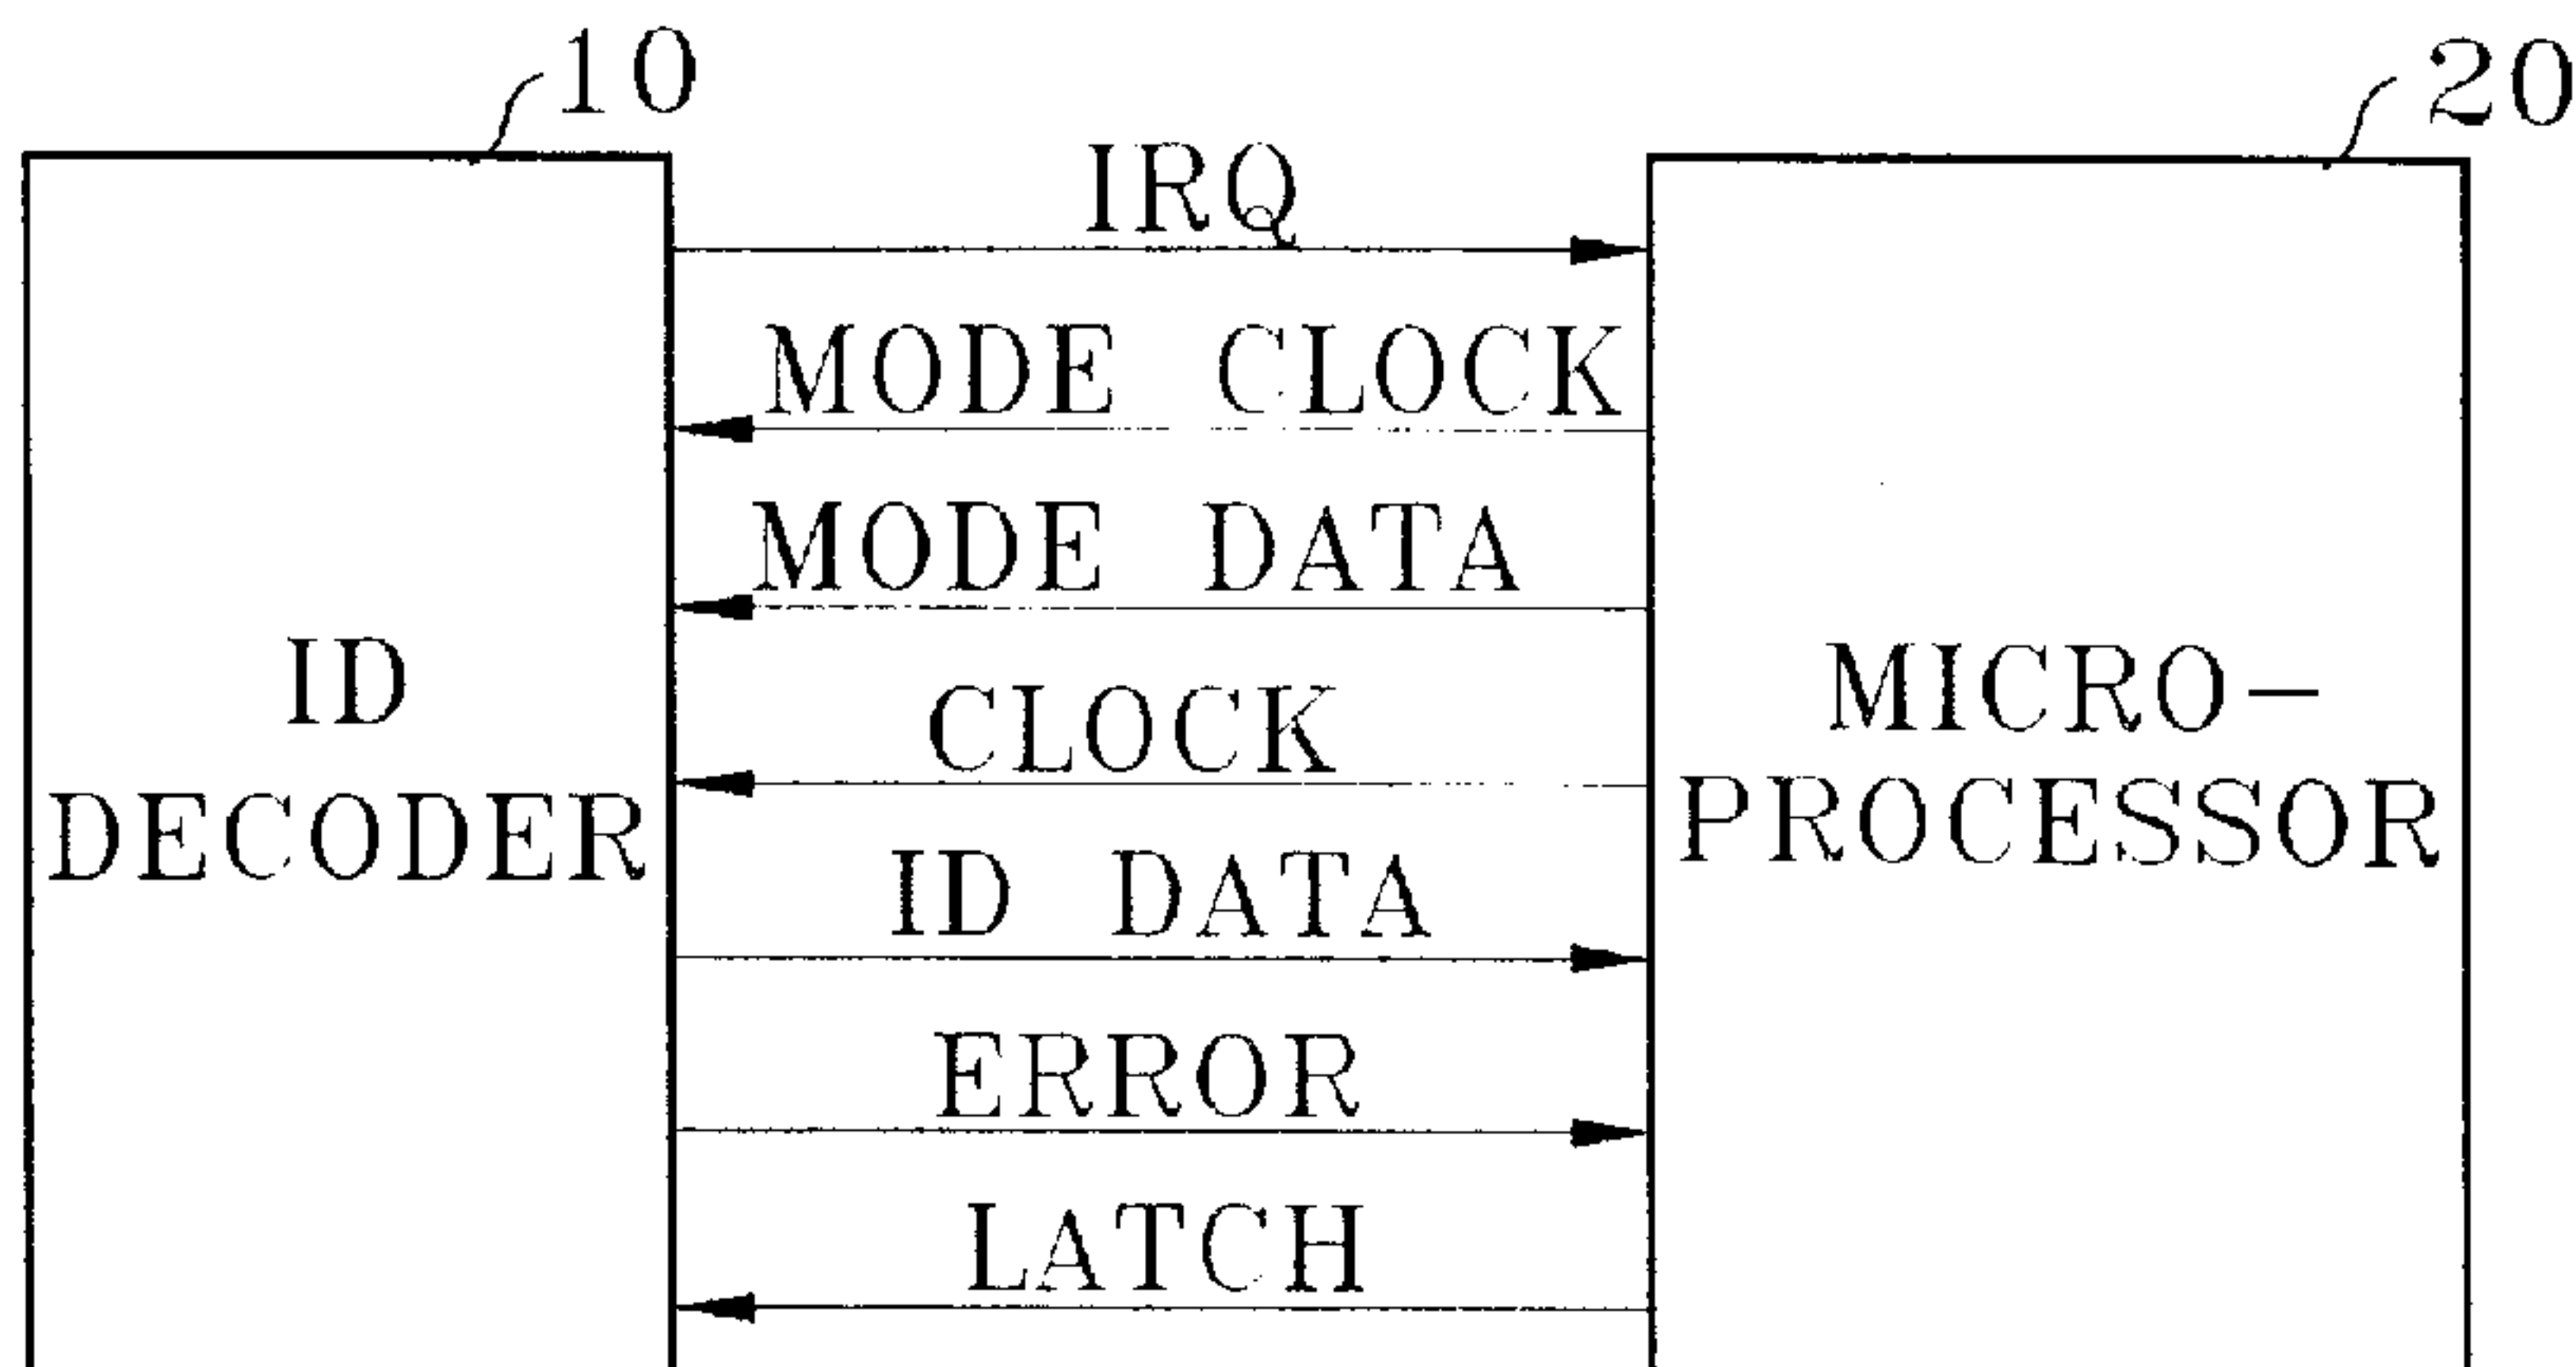 10
20
IRQ
MODE CLOCK
MODE DATA
CLOCK
ID DATA
ERROR
LATCH
ID
DECODER
MICRO-
PROCESSOR